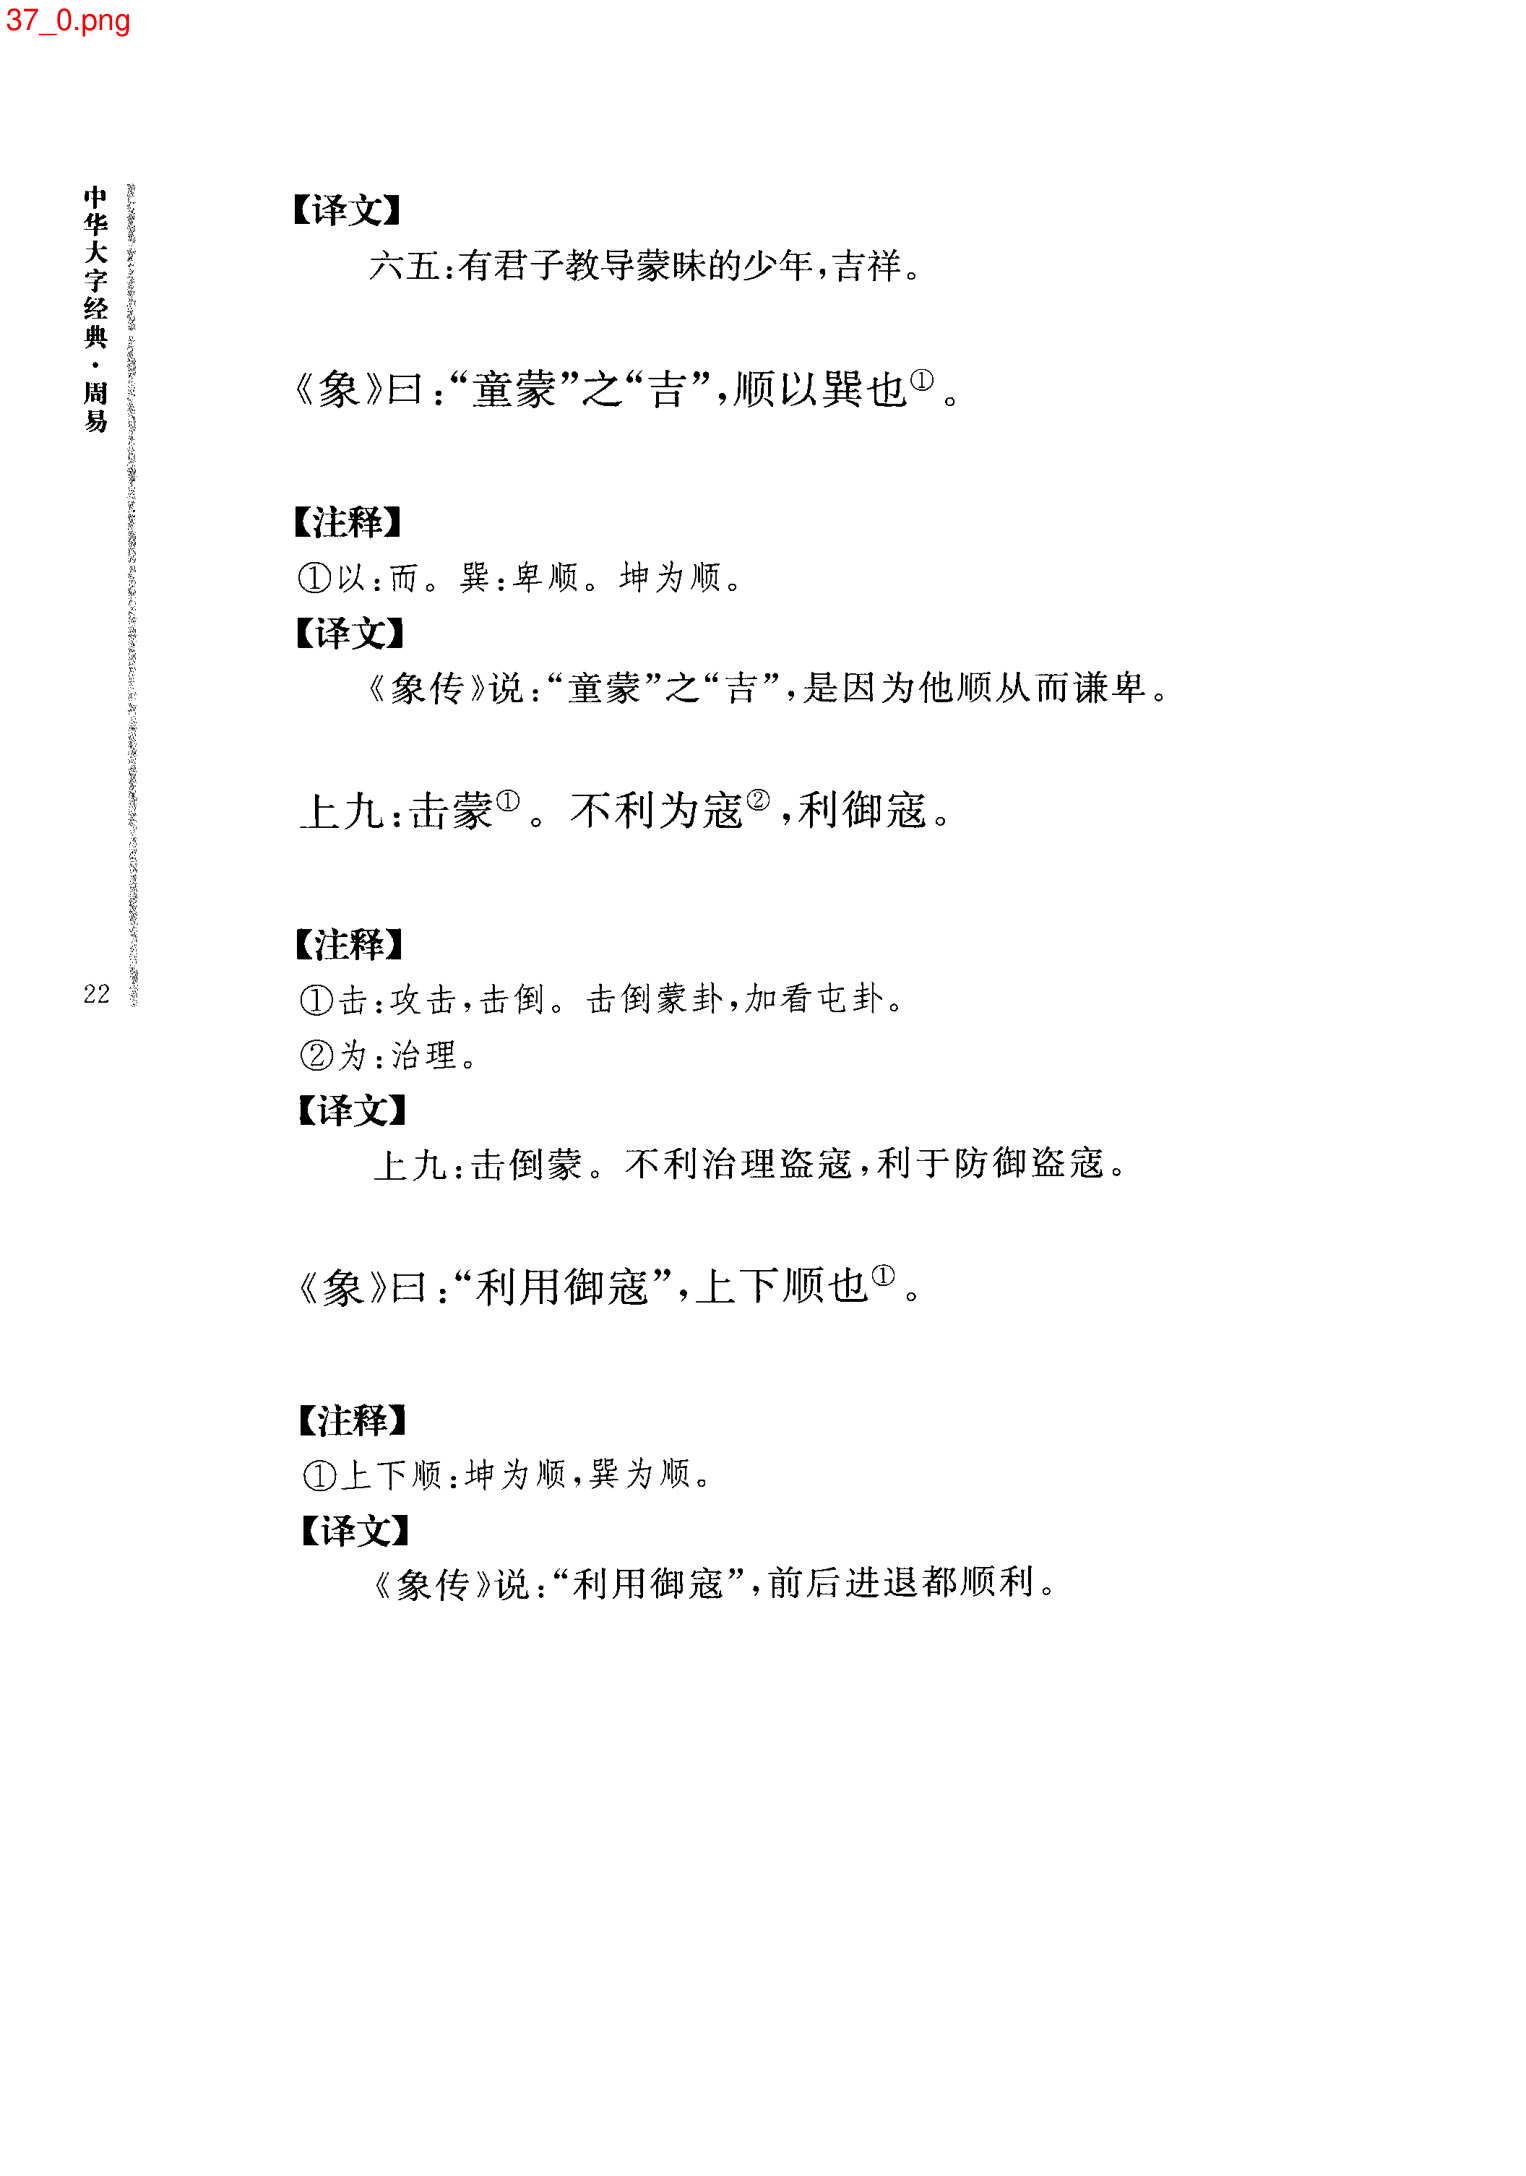 37_0.png
中华大字经典·周易
22
【译文】
六五:有君子教导蒙昧的少年,吉祥。
《象》曰:“童蒙”之“吉”,顺以巽也①。
【注释】
①以:而。巽:卑顺。坤为顺。
【译文】
《象传》说:“童蒙”之“吉”,是因为他顺从而谦卑。
上九:击蒙①。不利为寇②,利御寇。
【注释】
①击:攻击,击倒。击倒蒙卦,加看屯卦。
②为:治理。
【译文】
上九:击倒蒙。不利治理盗寇,利于防御盗寇。
《象》曰:“利用御寇”,上下顺也①。
【注释】
①上下顺:坤为顺,巽为顺。
【译文】
《象传》说:“利用御寇”,前后进退都顺利。